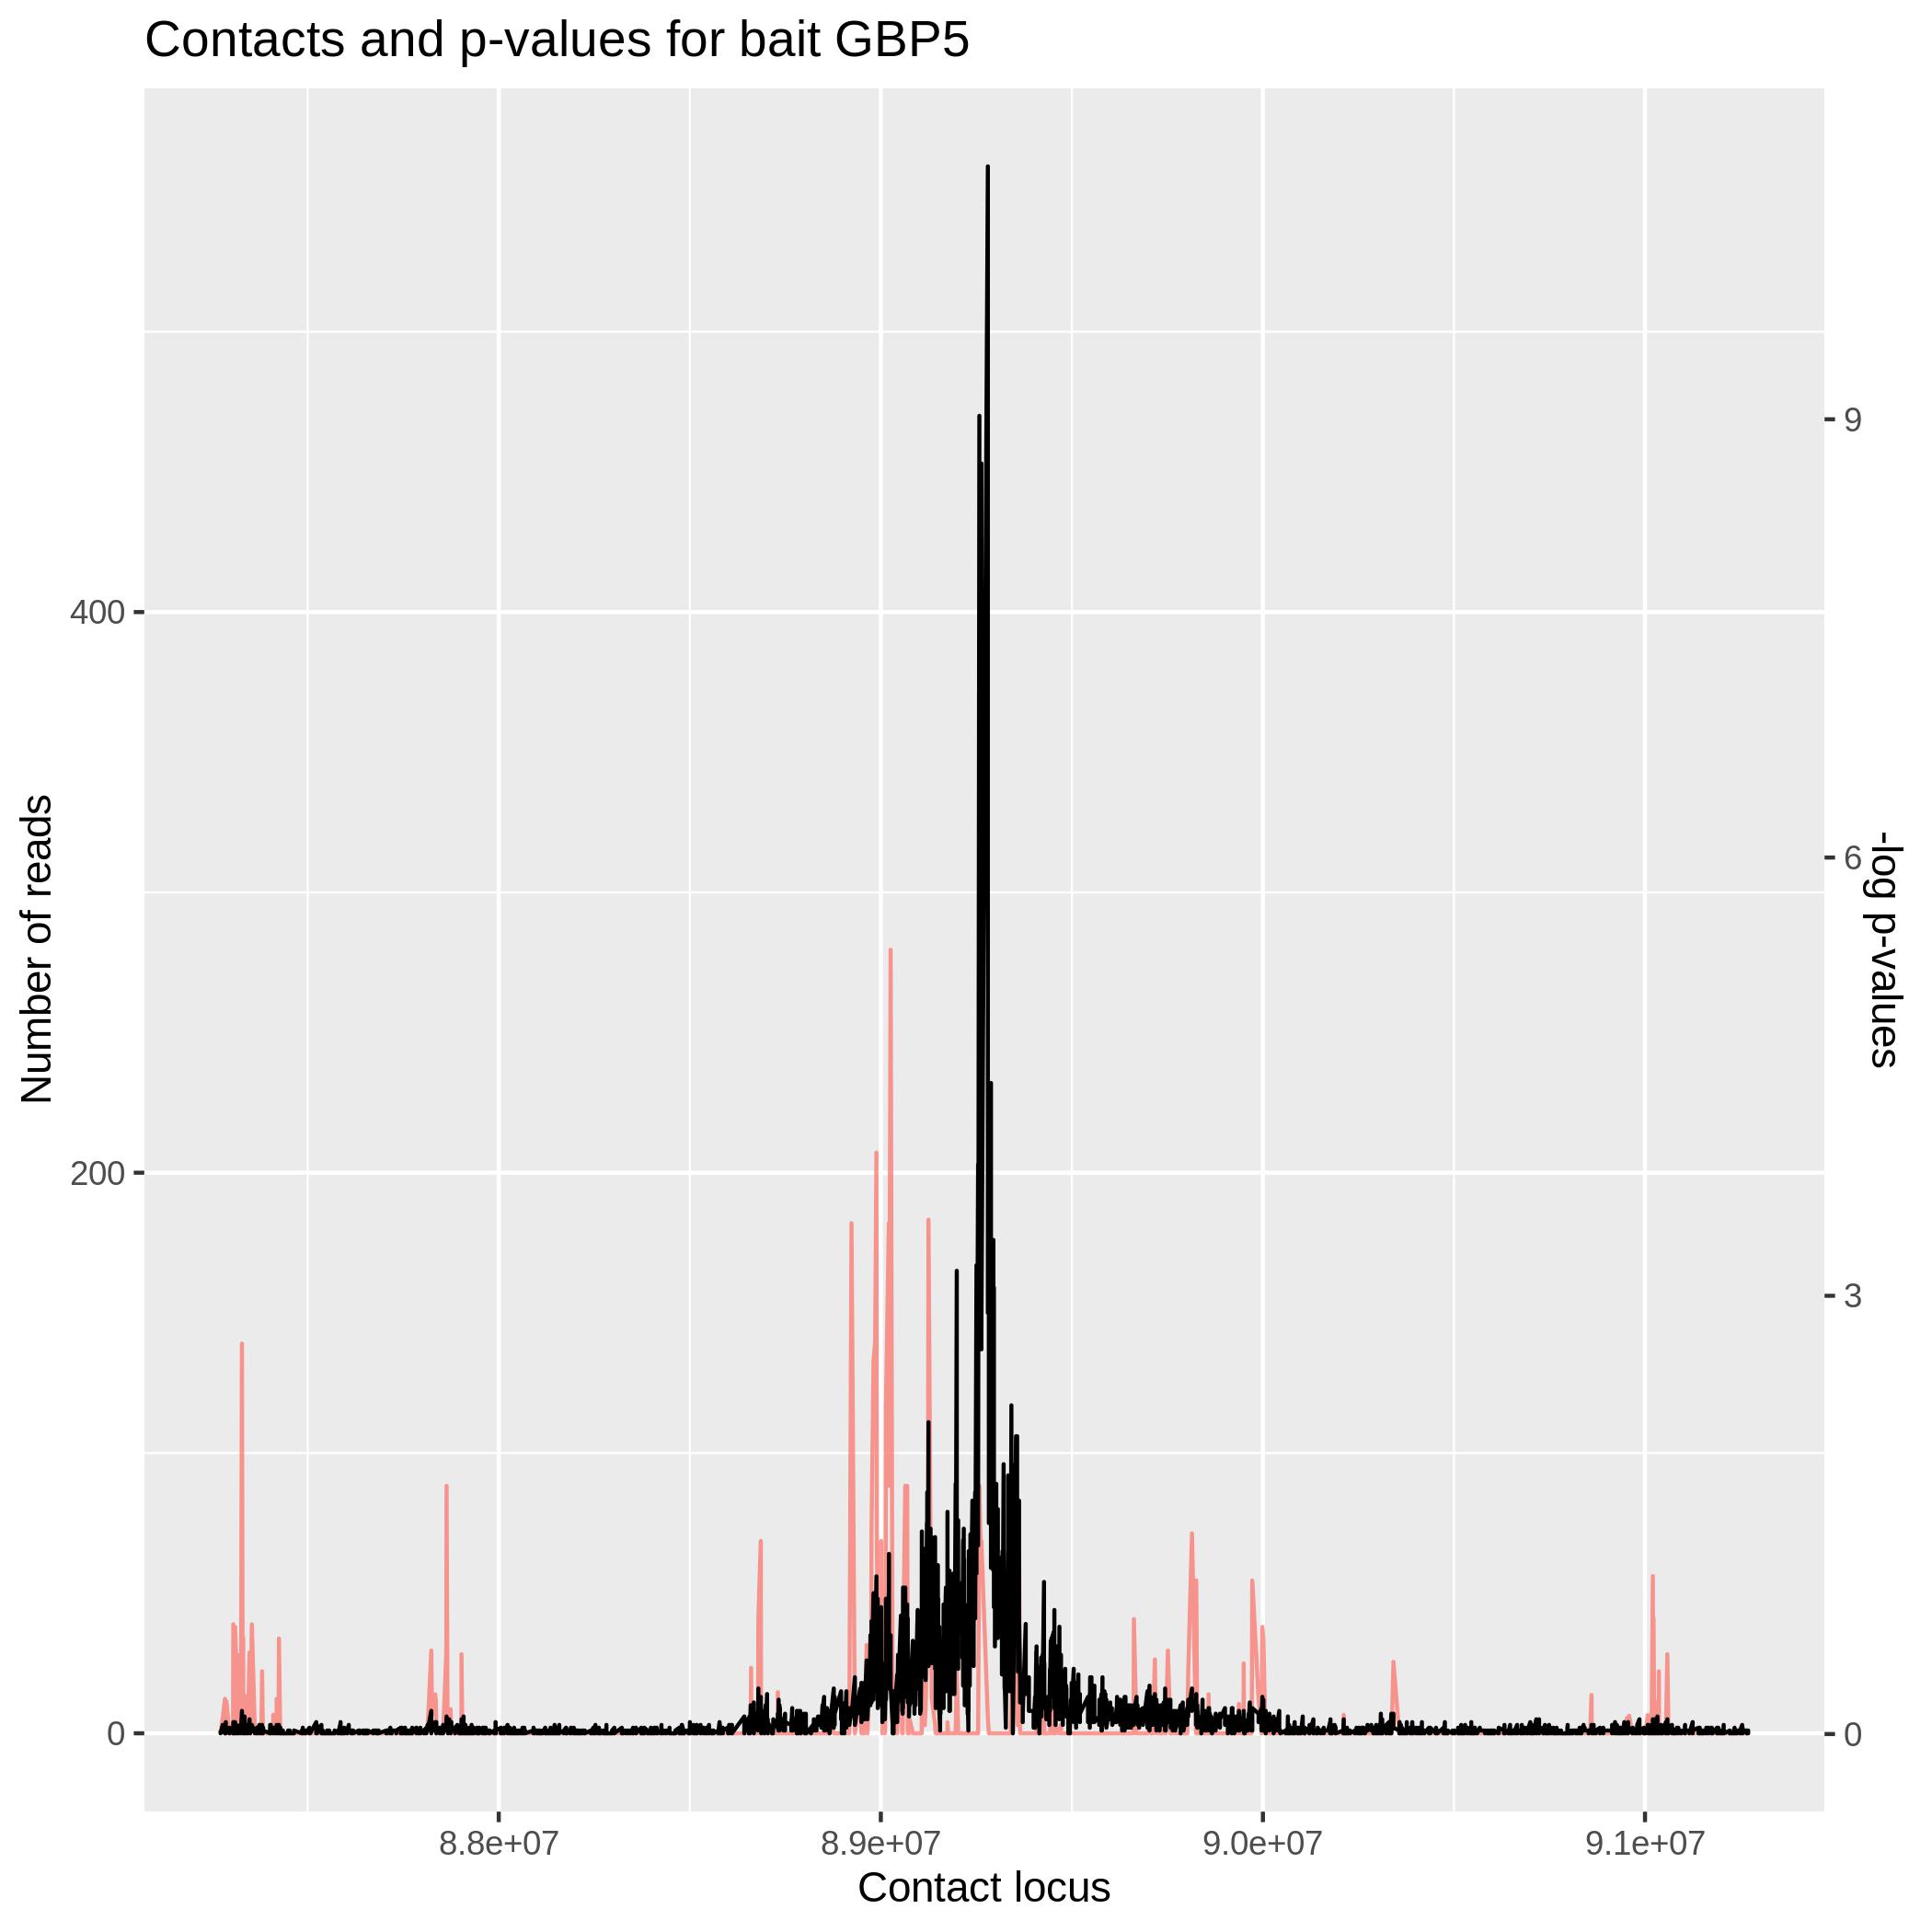 Contacts and p-values for bait GBP5
Number of reads
400
200
0
9
6
3
0
-log p-values
8.8e+07 8.9e+07 9.0e+07 9.1e+07
Contact locus